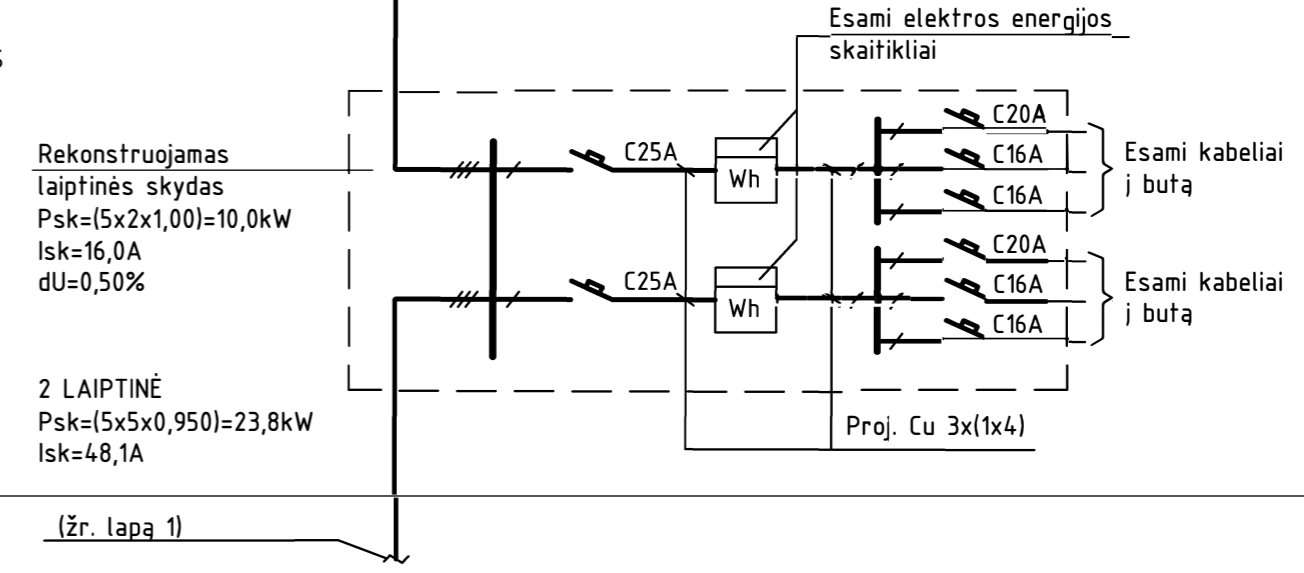 Esami elektros energijos
skaitikliai
Rekonstruojamas
laiptinės skydas
Psk=(5x2x1,00)=10,0kW
Isk=16,0A
dU=0,50%
C25A
Wh
C20A
C16A
C16A
Esami kabeliai
į butą
C25A
Wh
C20A
C16A
C16A
Esami kabeliai
į butą
2 LAIPTINĖ
Psk=(5x5x0,950)=23,8kW
Isk=48,1A
Proj. Cu 3x(1x4)
(žr. lapą 1)